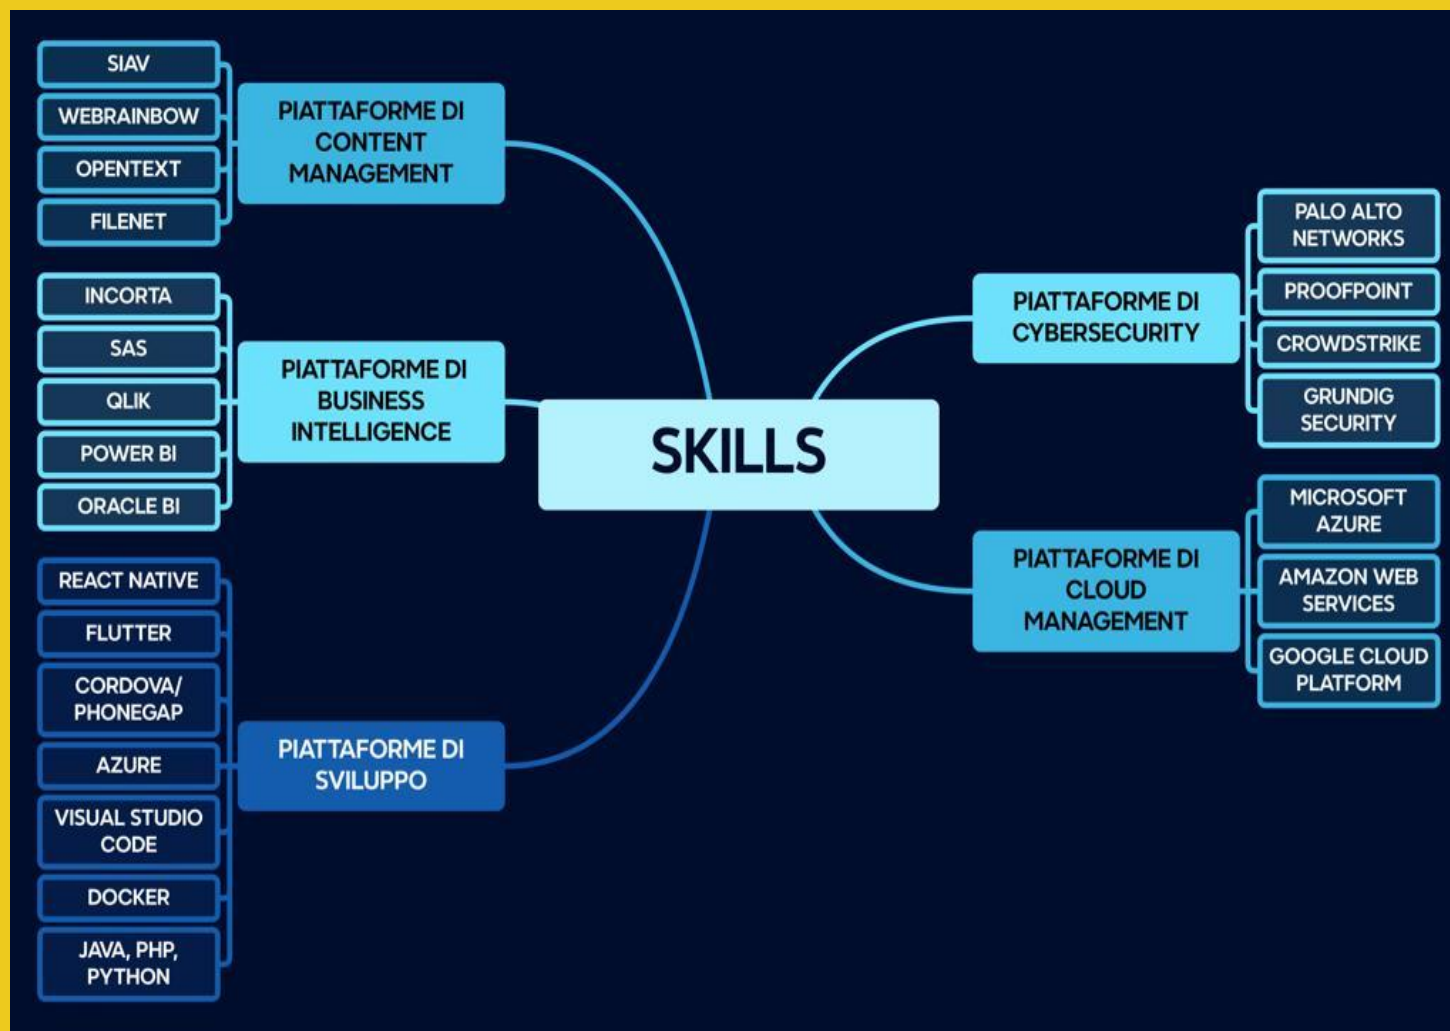 SIAV
WEBRAINBOW
OPENTEXT
FILENET
PIATTAFORME DI
CONTENT
MANAGEMENT
INCORTA
SAS
QLIK
POWER BI
ORACLE BI
PIATTAFORME DI
BUSINESS
INTELLIGENCE
REACT NATIVE
FLUTTER
CORDOVA/
PHONEGAP
AZURE
VISUAL STUDIO
CODE
DOCKER
JAVA, PHP,
PYTHON
PIATTAFORME DI
SVILUPPO
SKILLS
PIATTAFORME DI
CYBERSECURITY
PALO ALTO
NETWORKS
PROOFPOINT
CROWDSTRIKE
GRUNDIG
SECURITY
PIATTAFORME DI
CLOUD
MANAGEMENT
MICROSOFT
AZURE
AMAZON WEB
SERVICES
GOOGLE CLOUD
PLATFORM